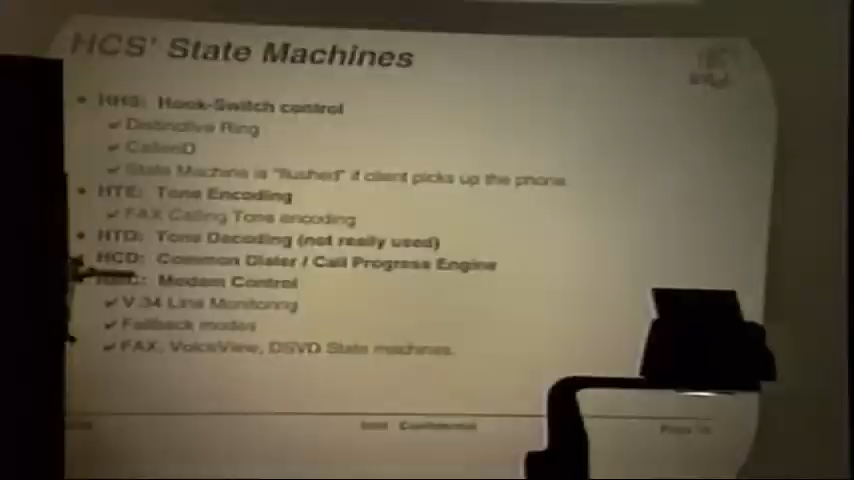 HCS' State Machines
intel
• HHS: Hook-Switch control
✓ Distinctive Ring
✓ CallerID
✓ State Machine is "flushed" if client picks up the phone
• HTE: Tone Encoding
✓ FAX Calling Tone encoding
• HTD: Tone Decoding (not really used)
HCD: Common Dialer / Call Progress Engine
Modem Control
✓ V.34 Line Monitoring
✓ Fallback modes
✓ FAX, VoiceView, DSVD State machines.
Intel Confidential
Page